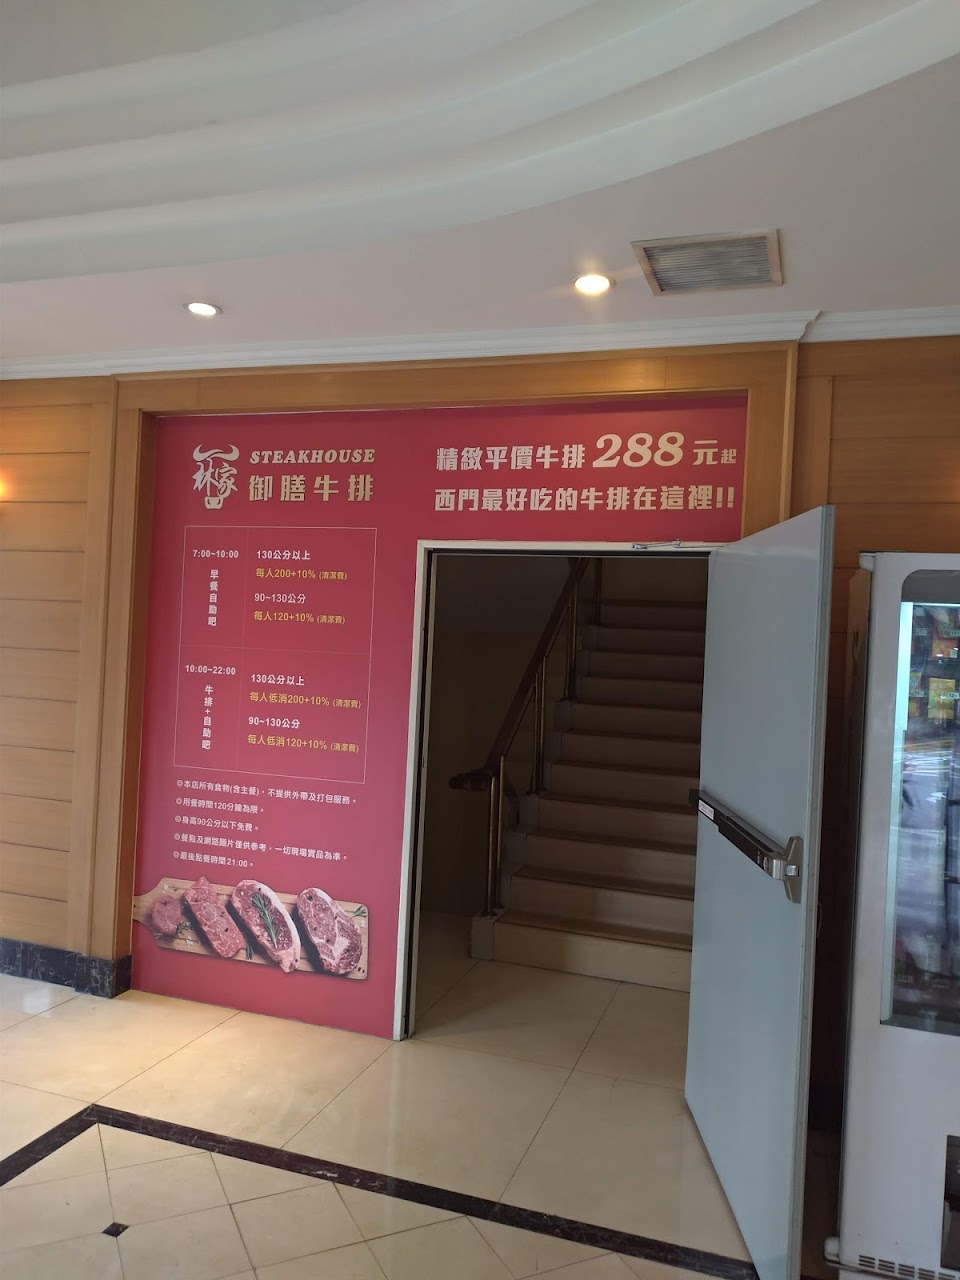 林家
STEAKHOUSE
御膳牛排
精緻平價牛排 288 元起
西門最好吃的牛排在這裡!!
7:00~10:00
早餐自助吧
130公分以上
每人200+10% (清潔費)
90~130公分
每人120+10% (清潔費)
10:00~22:00
牛排+自助吧
130公分以上
每人低消200+10% (清潔費)
90~130公分
每人低消120+10% (清潔費)
◎本店所有食物(含主餐)，不提供外帶及打包服務。
◎用餐時間120分鐘為限。
◎身高90公分以下免費。
◎餐點及網路圖片僅供參考，一切現場實品為準。
◎最後點餐時間21:00。